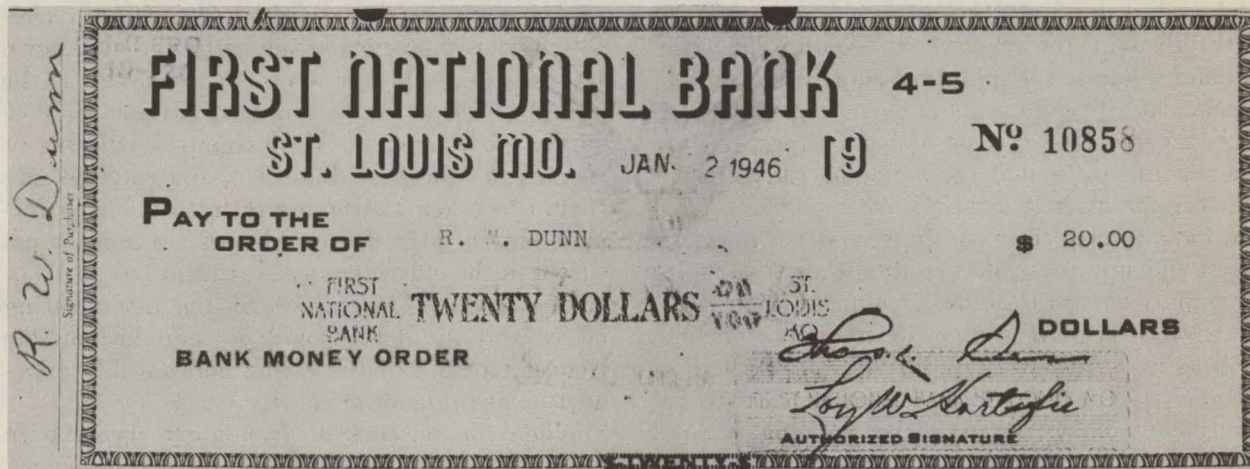 FIRST NATIONAL BANK 4-5
ST. LOUIS MO. JAN. 2 1946 19 Nº 10858
PAY TO THE
ORDER OF R. W. DUNN $ 20.00
FIRST
NATIONAL
BANK
TWENTY DOLLARS
ST.
LOUIS
MO.
DOLLARS
BANK MONEY ORDER
AUTHORIZED SIGNATURE
$TWENTY$
R. W. Dunn
Signature of Purchaser